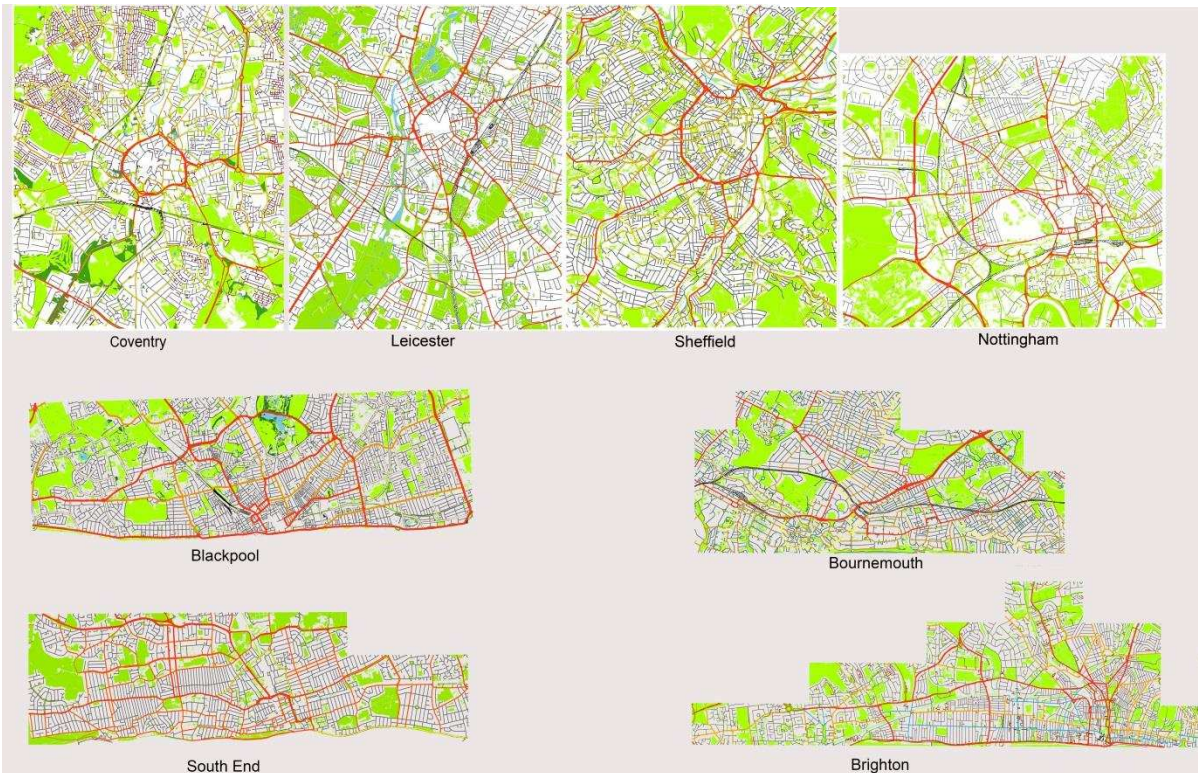 Coventry
Leicester
Sheffield
Nottingham
Blackpool
Bournemouth
South End
Brighton